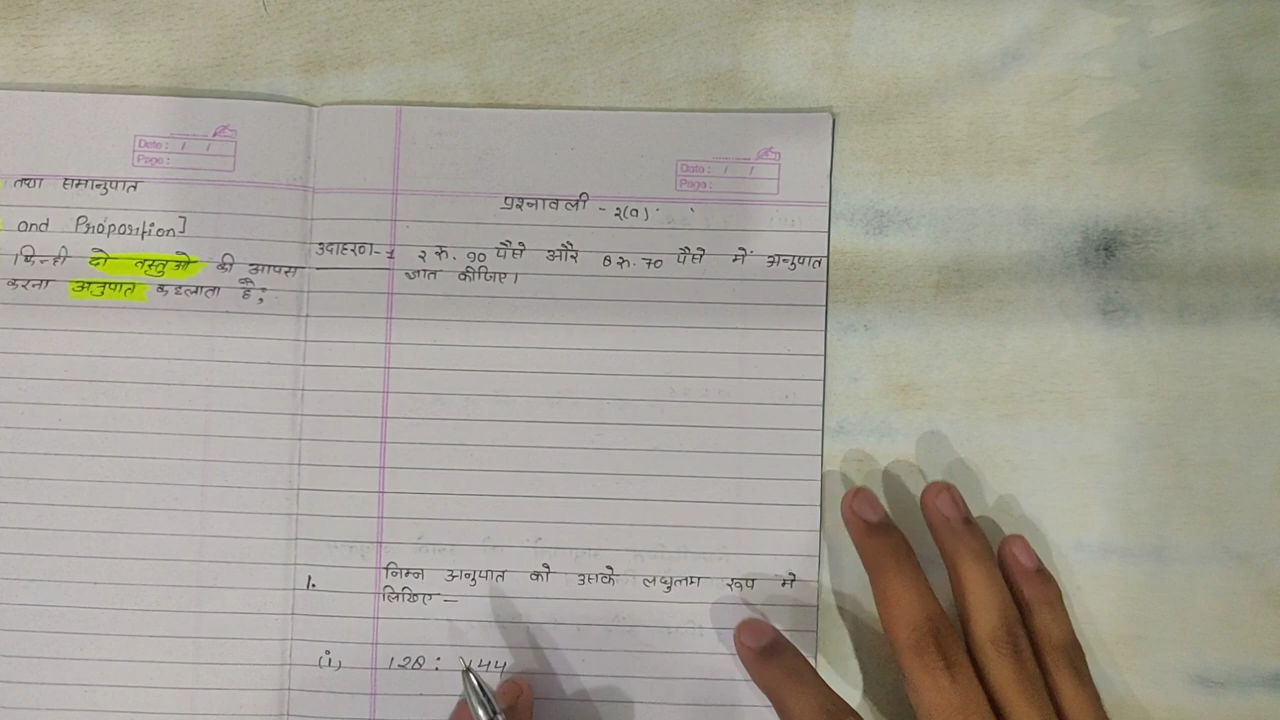 Date: / /
Page:
तथा समानुपात
and Proportion]
किन्ही दो वस्तुओ की आपस
करना अनुपात कहलाता है;
Date: / /
Page:
प्रश्नावली - 2(a)
उदाहरण-1 2 रु. 90 पैसे और 8 रु. 70 पैसे में अनुपात
ज्ञात कीजिए।
1. निम्न अनुपात को उसके लघुतम रूप मे
लिखिए –
(i) 128 : 144